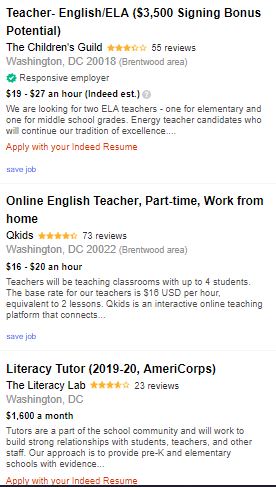 Teacher- English/ELA ($3,500 Signing Bonus
Potential)
The Children's Guild 55 reviews
Washington, DC 20018 (Brentwood area)
Responsive employer
$19 - $27 an hour (Indeed est.) ?
We are looking for two ELA teachers - one for elementary and
one for middle school grades. Energy teacher candidates who
will continue our tradition of excellence....
Apply with your Indeed Resume
save job
Online English Teacher, Part-time, Work from
home
Qkids 73 reviews
Washington, DC 20022 (Brentwood area)
$16 - $20 an hour
Teachers will be teaching classrooms with up to 4 students.
The base rate for our teachers is $16 USD per hour,
equivalent to 2 lessons. Qkids is an interactive online teaching
platform that connects...
save job
Literacy Tutor (2019-20, AmeriCorps)
The Literacy Lab 23 reviews
Washington, DC
$1,600 a month
Tutors are a part of the school community and will work to
build strong relationships with students, teachers, and other
staff. Our approach is to provide pre-K and elementary
schools with evidence...
Apply with your Indeed Resume